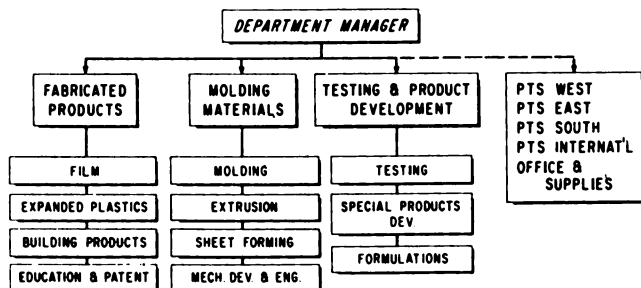 DEPARTMENT MANAGER
FABRICATED
PRODUCTS
MOLDING
MATERIALS
TESTING & PRODUCT
DEVELOPMENT
PTS WEST
PTS EAST
PTS SOUTH
PTS INTERNAT'L
OFFICE &
SUPPLIES
FILM
EXPANDED PLASTICS
BUILDING PRODUCTS
EDUCATION & PATENT
MOLDING
EXTRUSION
SHEET FORMING
MECH. DEV. & ENG.
TESTING
SPECIAL PRODUCTS
DEV.
FORMULATIONS